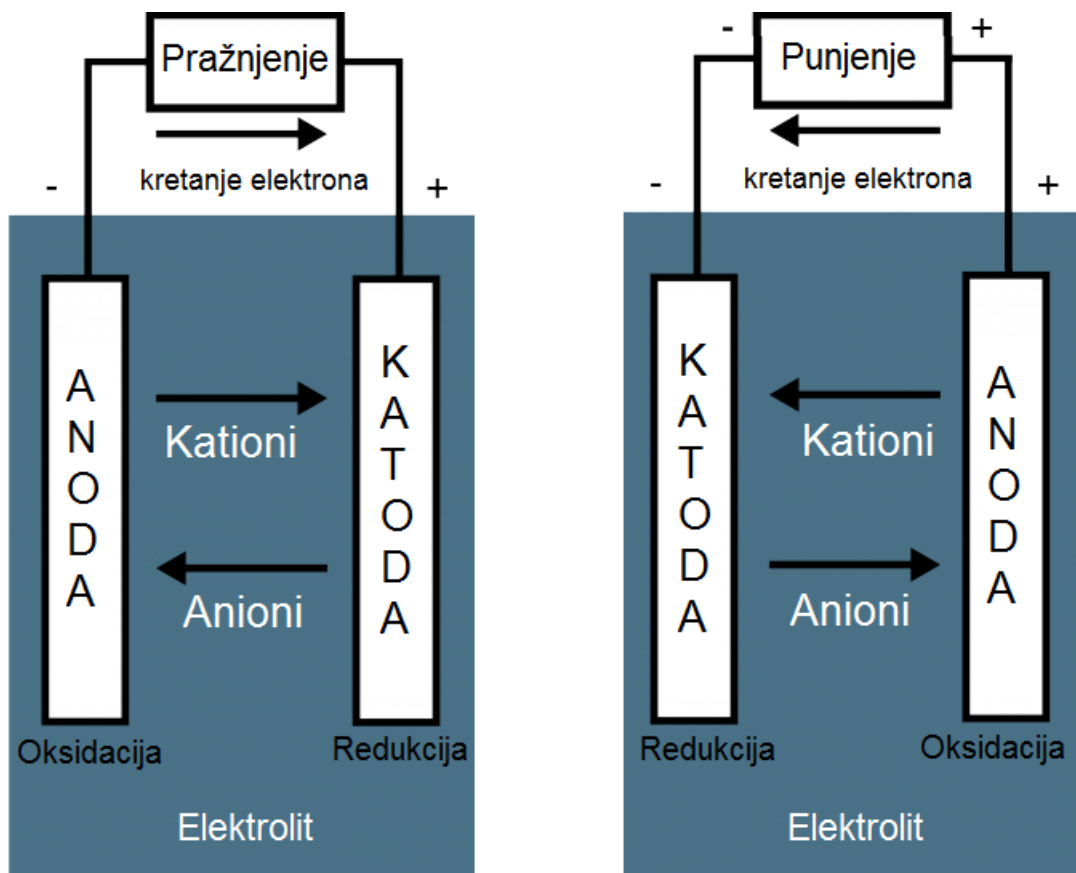 Pražnjenje
kretanje elektrona
- +
ANODA
KATODA
Kationi
Anioni
Oksidacija
Redukcija
Elektrolit
- +
Punjenje
kretanje elektrona
- +
KATODA
ANODA
Kationi
Anioni
Redukcija
Oksidacija
Elektrolit